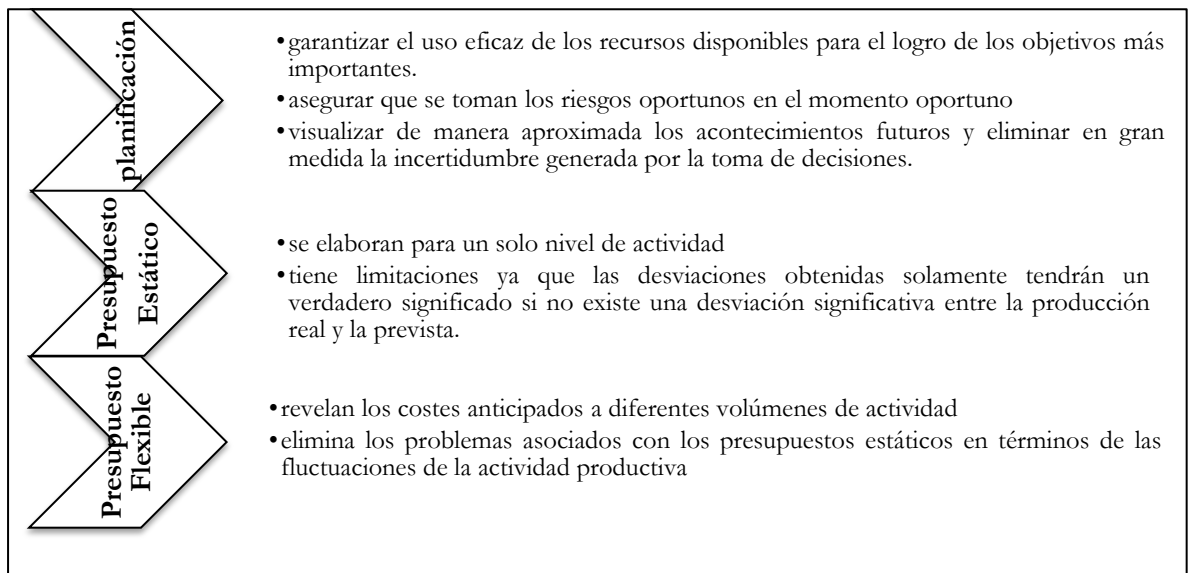 planificación
•garantizar el uso eficaz de los recursos disponibles para el logro de los objetivos más
importantes.
•asegurar que se toman los riesgos oportunos en el momento oportuno
•visualizar de manera aproximada los acontecimientos futuros y eliminar en gran
medida la incertidumbre generada por la toma de decisiones.
Presupuesto
Estático
•se elaboran para un solo nivel de actividad
•tiene limitaciones ya que las desviaciones obtenidas solamente tendrán un
verdadero significado si no existe una desviación significativa entre la producción
real y la prevista.
Presupuesto
Flexible
•revelan los costes anticipados a diferentes volúmenes de actividad
•elimina los problemas asociados con los presupuestos estáticos en términos de las
fluctuaciones de la actividad productiva